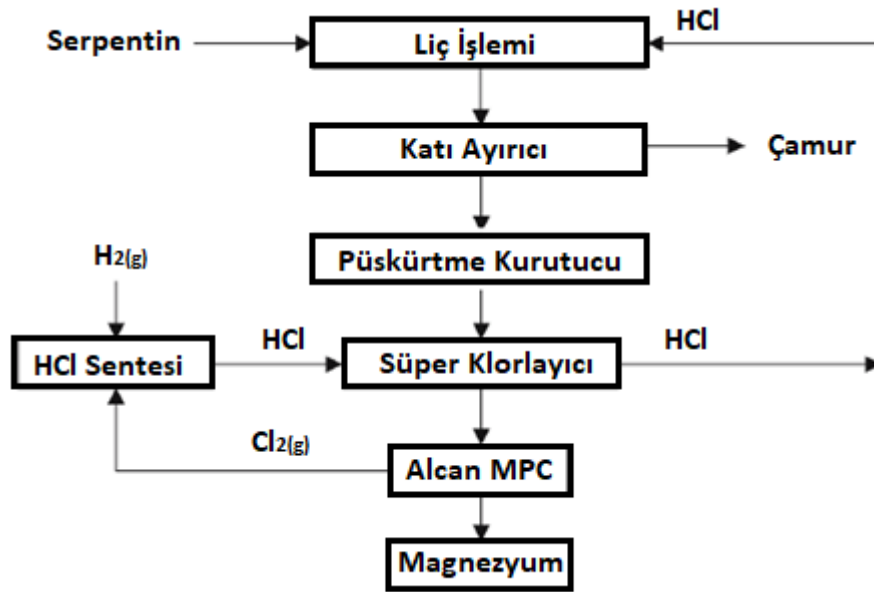 Serpentin
Liç İşlemi
HCl
Katı Ayırıcı
Çamur
Püskürtme Kurutucu
H2(g)
HCl Sentesi
HCl
Süper Klorlayıcı
HCl
Cl2(g)
Alcan MPC
Magnezyum